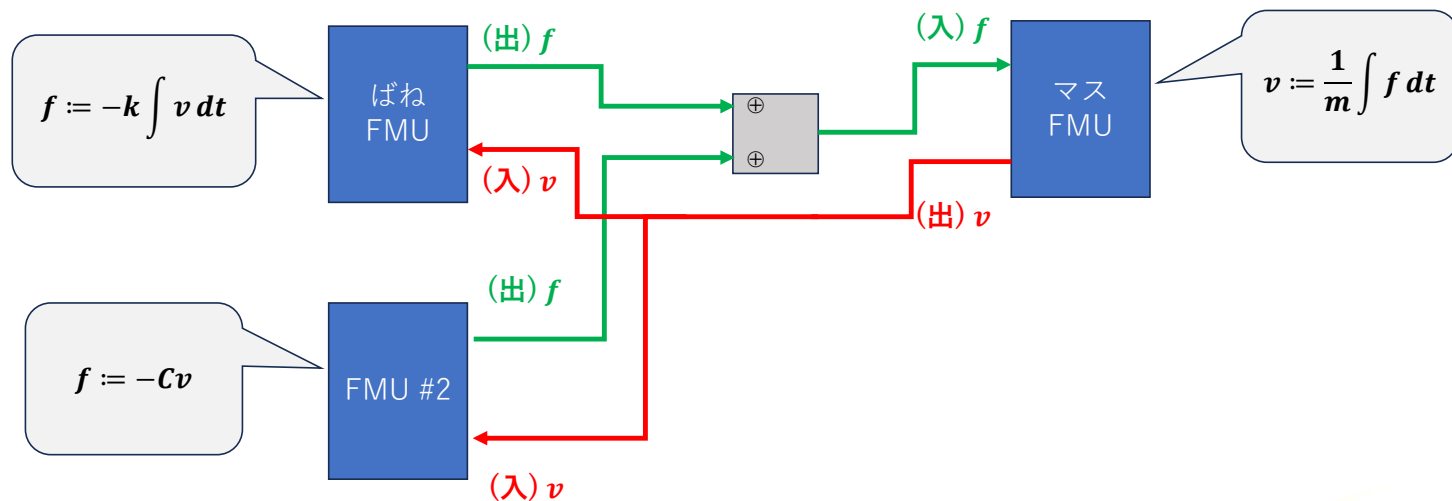 f := −k ∫ v dt
ばね
FMU
(出) f
(入) v
⊕
⊕
(入) f
(出) v
マス
FMU
v := 1/m ∫ f dt
f := −Cv
FMU #2
(出) f
(入) v